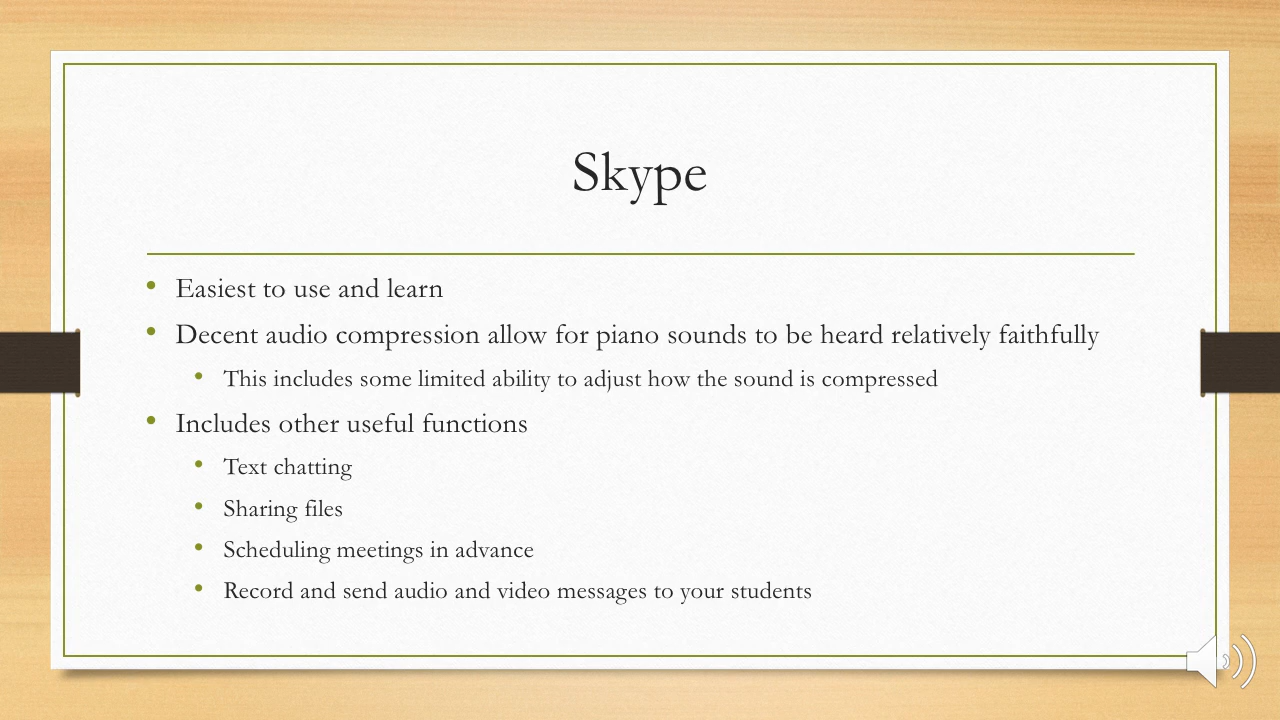 Skype
• Easiest to use and learn
• Decent audio compression allow for piano sounds to be heard relatively faithfully
• This includes some limited ability to adjust how the sound is compressed
• Includes other useful functions
• Text chatting
• Sharing files
• Scheduling meetings in advance
• Record and send audio and video messages to your students